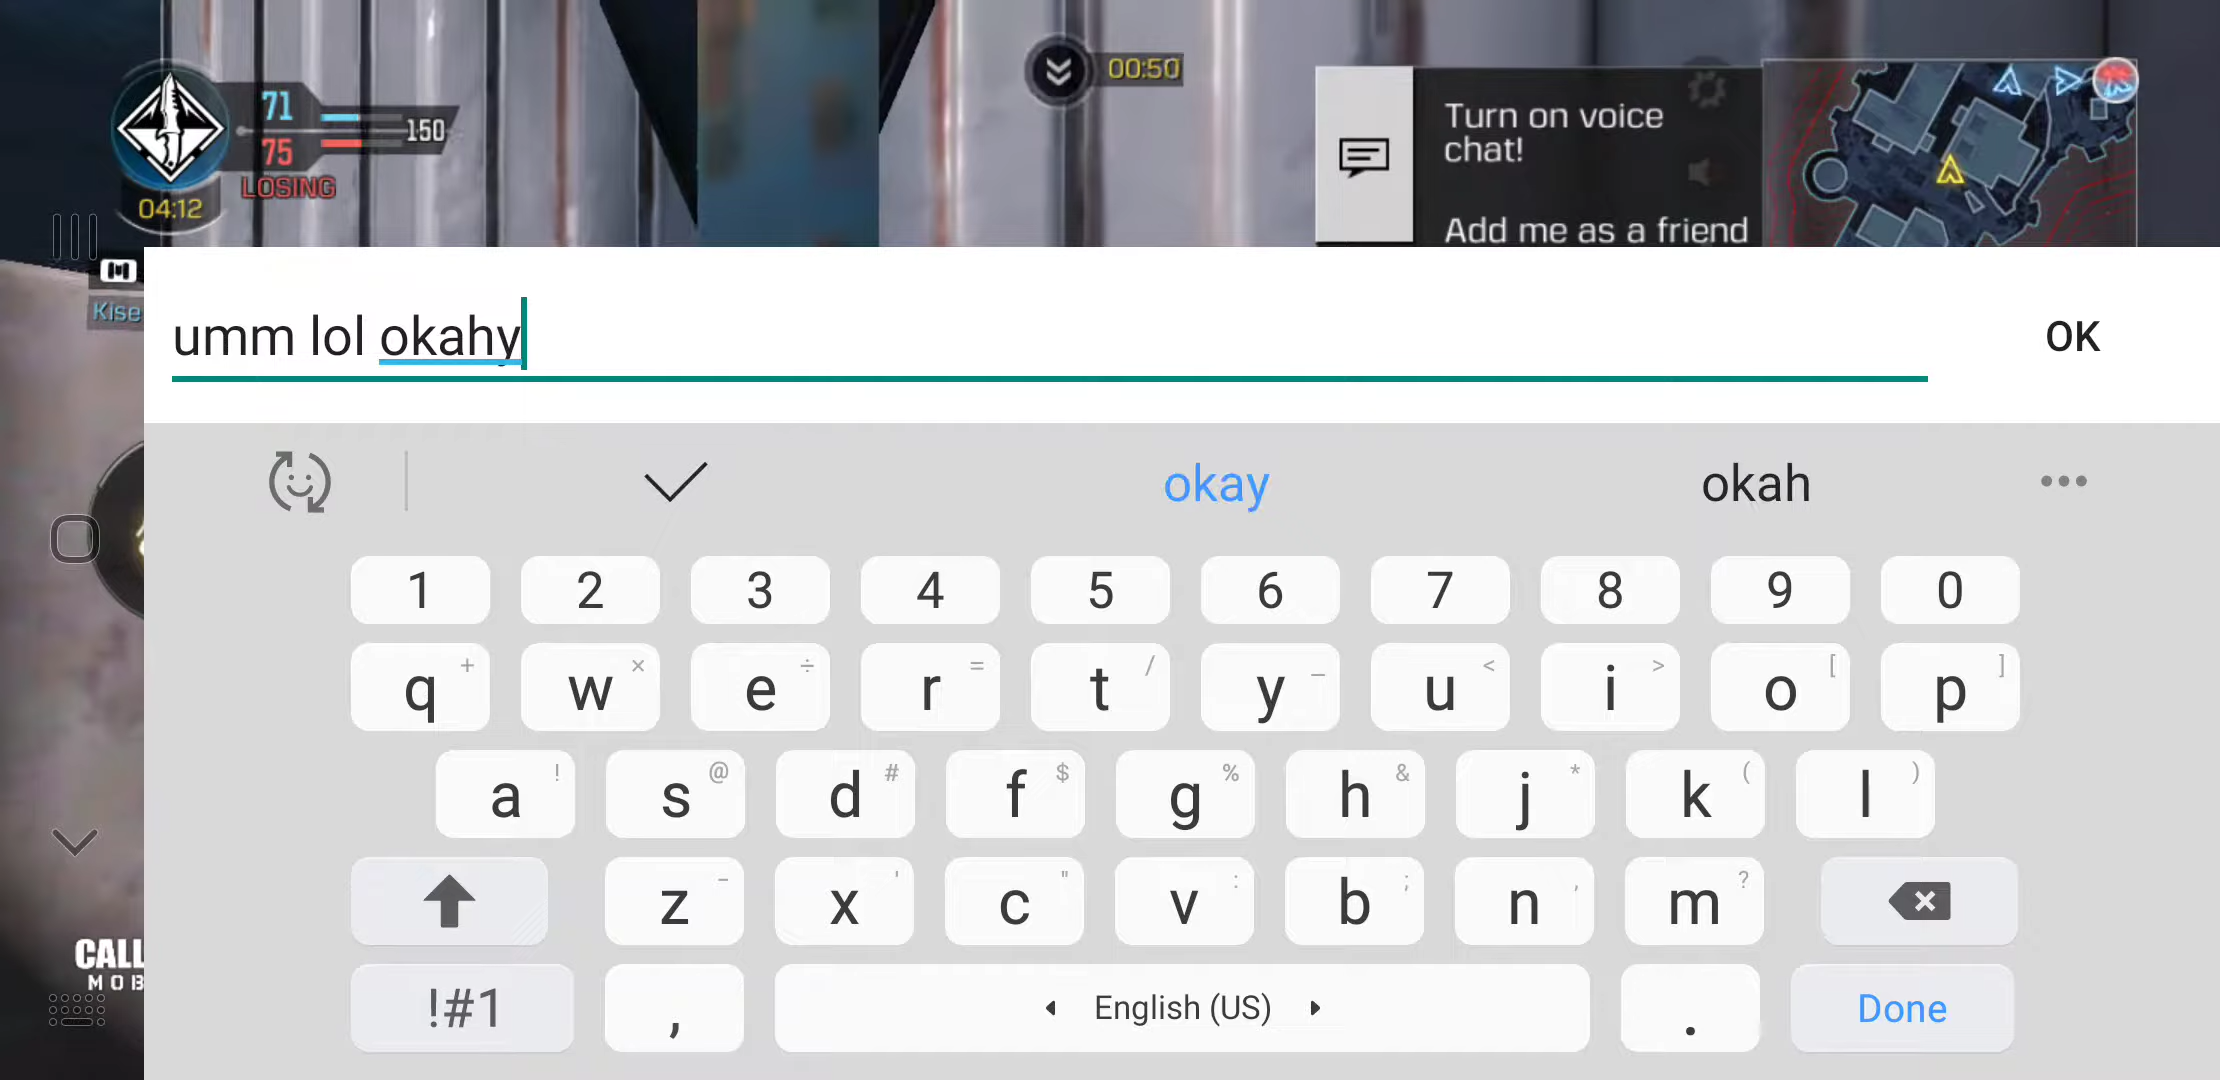 71
75
150
LOSING
04:12
00:50
Turn on voice
chat!
Add me as a friend
Kise
umm lol okahy
OK
okay
okah
1 2 3 4 5 6 7 8 9 0
q + w × e ÷ r = t / y _ u < i > o [ p ]
a ! s @ d # f $ g % h & j * k ( l )
z - x ' c " v : b ; n , m ?
!#1 , English (US) . Done
CALL
MOB